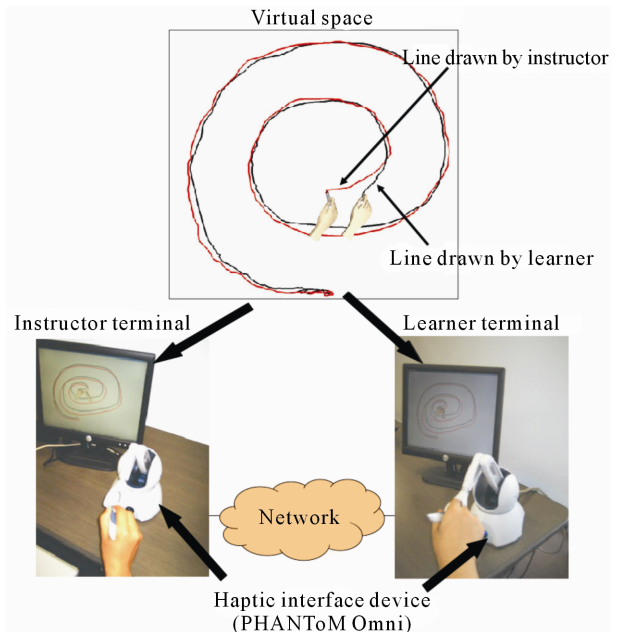 Virtual space
Line drawn by instructor
Line drawn by learner
Instructor terminal
Learner terminal
Network
Haptic interface device
(PHANToM Omni)